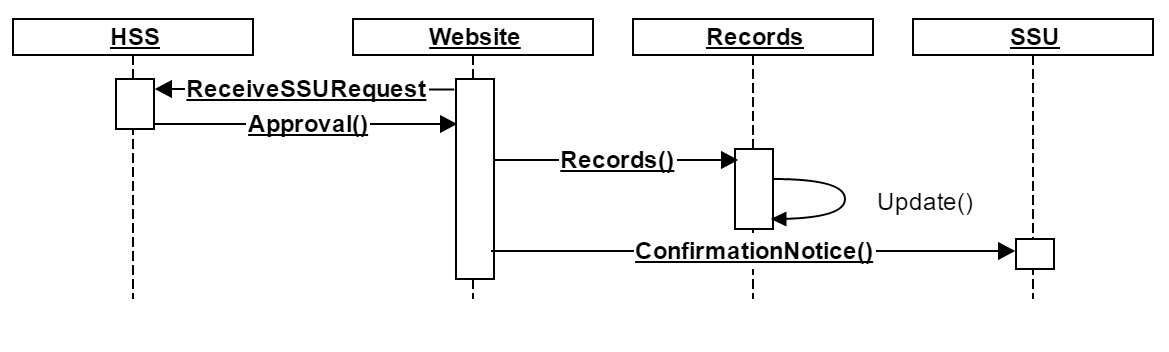 HSS
Website
Records
SSU
ReceiveSSURequest
Approval()
Records()
Update()
ConfirmationNotice()